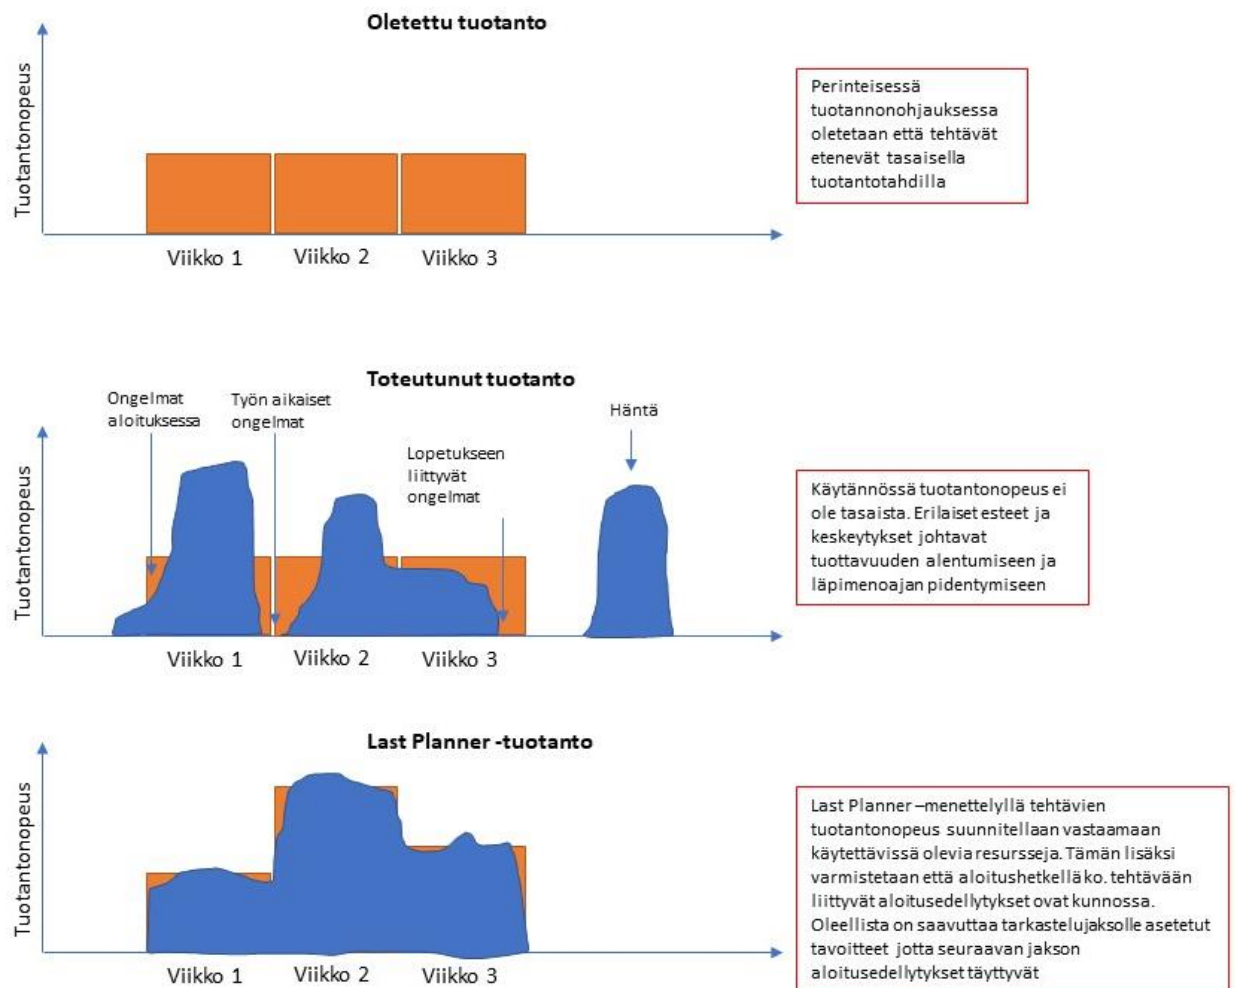 Oletettu tuotanto
Tuotantonopeus
Viikko 1
Viikko 2
Viikko 3
Perinteisessä
tuotannonohjauksessa
oletetaan että tehtävät
etenevät tasaisella
tuotantotahdilla
Toteutunut tuotanto
Ongelmat
aloituksessa
Työn aikaiset
ongelmat
Lopetukseen
liittyvät
ongelmat
Häntä
Tuotantonopeus
Viikko 1
Viikko 2
Viikko 3
Käytännössä tuotantonopeus ei
ole tasaista. Erilaiset esteet ja
keskeytykset johtavat
tuottavuuden alentumiseen ja
läpimenoajan pidentymiseen
Last Planner -tuotanto
Tuotantonopeus
Viikko 1
Viikko 2
Viikko 3
Last Planner –menettelyllä tehtävien
tuotantonopeus suunnitellaan vastaamaan
käytettävissä olevia resursseja. Tämän lisäksi
varmistetaan että aloitushetkellä ko. tehtävään
liittyvät aloitusedellytykset ovat kunnossa.
Oleellista on saavuttaa tarkastelujaksolle asetetut
tavoitteet jotta seuraavan jakson
aloitusedellytykset täyttyvät